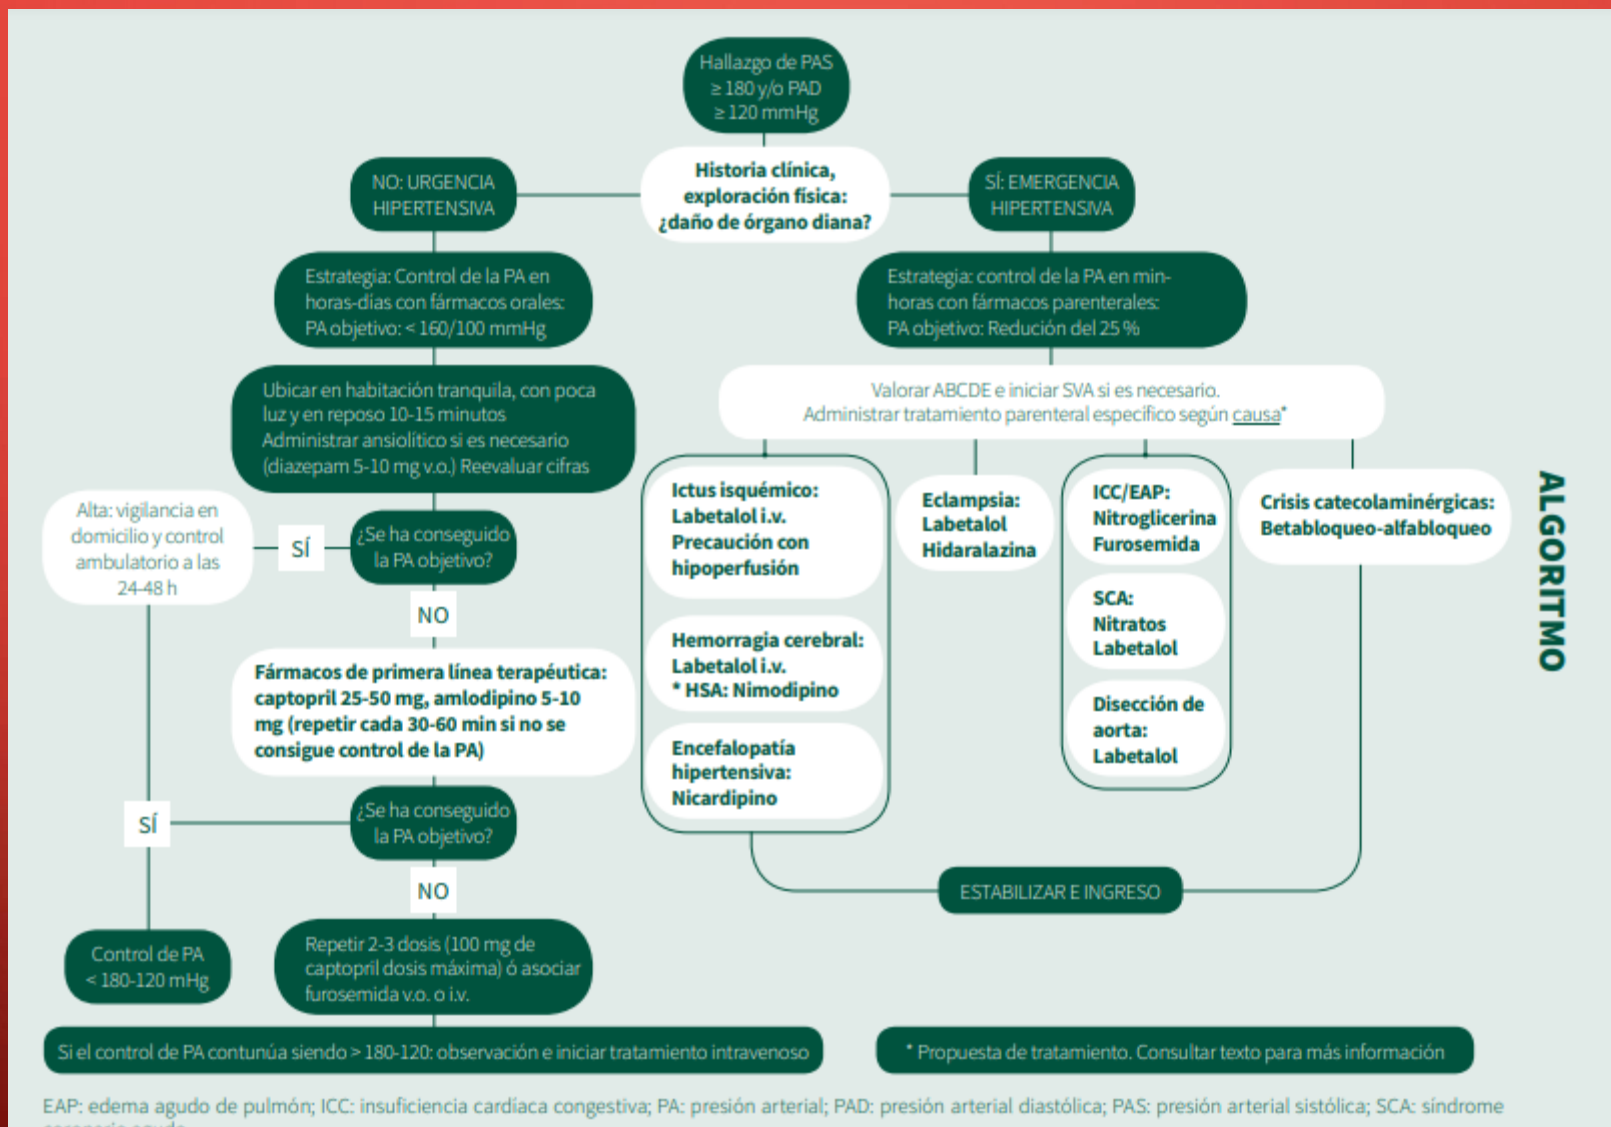 Hallazgo de PAS
≥ 180 y/o PAD
≥ 120 mmHg
Historia clínica,
exploración física:
¿daño de órgano diana?
NO: URGENCIA
HIPERTENSIVA
SÍ: EMERGENCIA
HIPERTENSIVA
Estrategia: Control de la PA en
horas-días con fármacos orales:
PA objetivo: < 160/100 mmHg
Estrategia: control de la PA en min-
horas con fármacos parenterales:
PA objetivo: Redución del 25 %
Ubicar en habitación tranquila, con poca
luz y en reposo 10-15 minutos
Administrar ansiolítico si es necesario
(diazepam 5-10 mg v.o.) Reevaluar cifras
Valorar ABCDE e iniciar SVA si es necesario.
Administrar tratamiento parenteral específico según causa*
¿Se ha conseguido
la PA objetivo?
SÍ
Alta: vigilancia en
domicilio y control
ambulatorio a las
24-48 h
NO
Fármacos de primera línea terapéutica:
captopril 25-50 mg, amlodipino 5-10
mg (repetir cada 30-60 min si no se
consigue control de la PA)
¿Se ha conseguido
la PA objetivo?
SÍ
NO
Control de PA
< 180-120 mHg
Repetir 2-3 dosis (100 mg de
captopril dosis máxima) ó asociar
furosemida v.o. o i.v.
Si el control de PA contunúa siendo > 180-120: observación e iniciar tratamiento intravenoso
Ictus isquémico:
Labetalol i.v.
Precaución con
hipoperfusión
Hemorragia cerebral:
Labetalol i.v.
* HSA: Nimodipino
Encefalopatía
hipertensiva:
Nicardipino
Eclampsia:
Labetalol
Hidaralazina
ICC/EAP:
Nitroglicerina
Furosemida
SCA:
Nitratos
Labetalol
Disección de
aorta:
Labetalol
Crisis catecolaminérgicas:
Betabloqueo-alfabloqueo
ESTABILIZAR E INGRESO
* Propuesta de tratamiento. Consultar texto para más información
ALGORITMO
EAP: edema agudo de pulmón; ICC: insuficiencia cardíaca congestiva; PA: presión arterial; PAD: presión arterial diastólica; PAS: presión arterial sistólica; SCA: síndrome